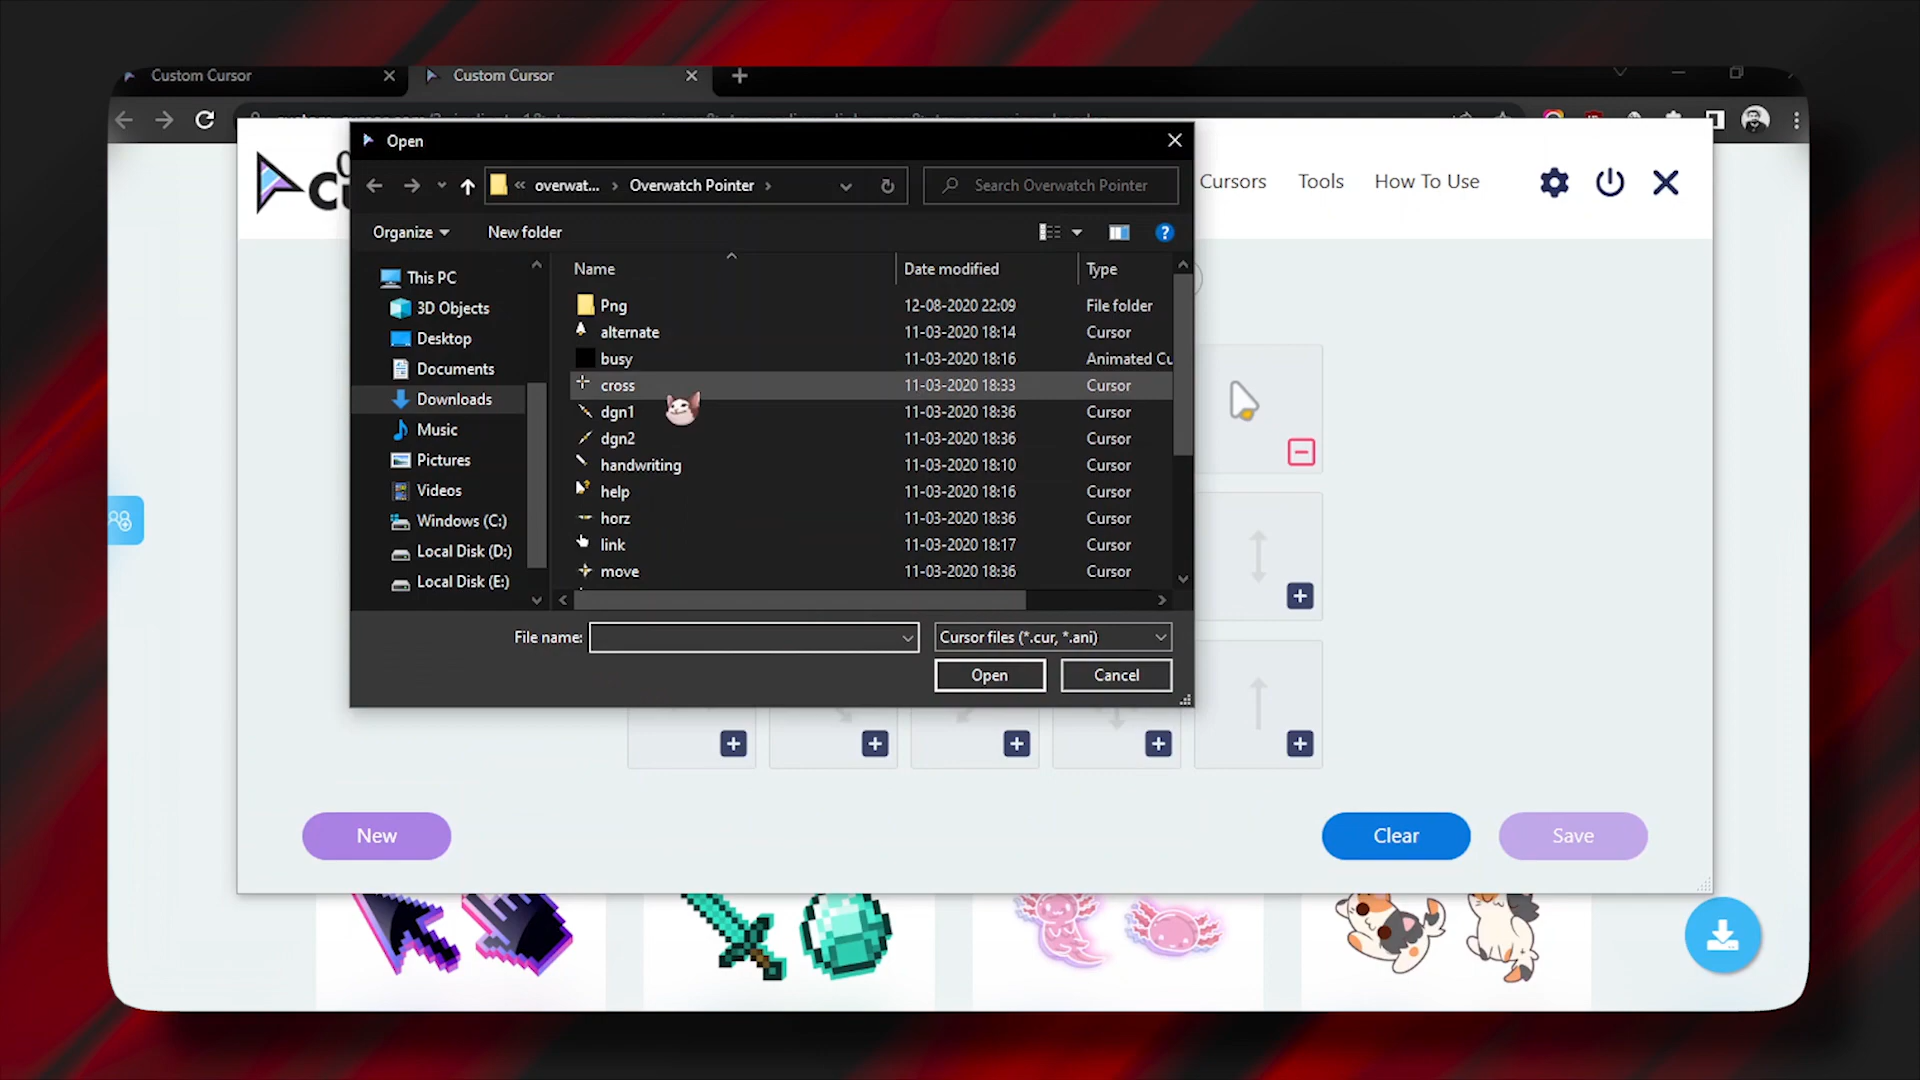 Custom Cursor
Custom Cursor
Open
overwat... Overwatch Pointer
Search Overwatch Pointer
Cursors Tools How To Use
Organize New folder
This PC
3D Objects
Desktop
Documents
Downloads
Music
Pictures
Videos
Windows (C:)
Local Disk (D:)
Local Disk (E:)
Name Date modified Type
Png 12-08-2020 22:09 File folder
alternate 11-03-2020 18:14 Cursor
busy 11-03-2020 18:16 Animated Cu
cross 11-03-2020 18:33 Cursor
dgn1 11-03-2020 18:36 Cursor
dgn2 11-03-2020 18:36 Cursor
handwriting 11-03-2020 18:10 Cursor
help 11-03-2020 18:16 Cursor
horz 11-03-2020 18:36 Cursor
link 11-03-2020 18:17 Cursor
move 11-03-2020 18:36 Cursor
File name: Cursor files (*.cur, *.ani)
Open Cancel
New Clear Save